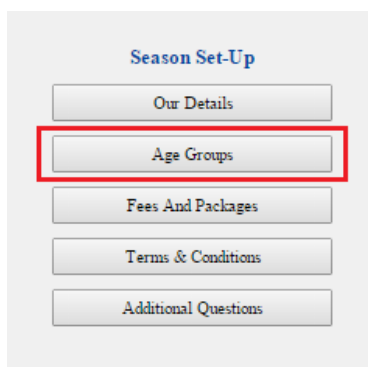 Season Set-Up
Our Details
Age Groups
Fees And Packages
Terms & Conditions
Additional Questions